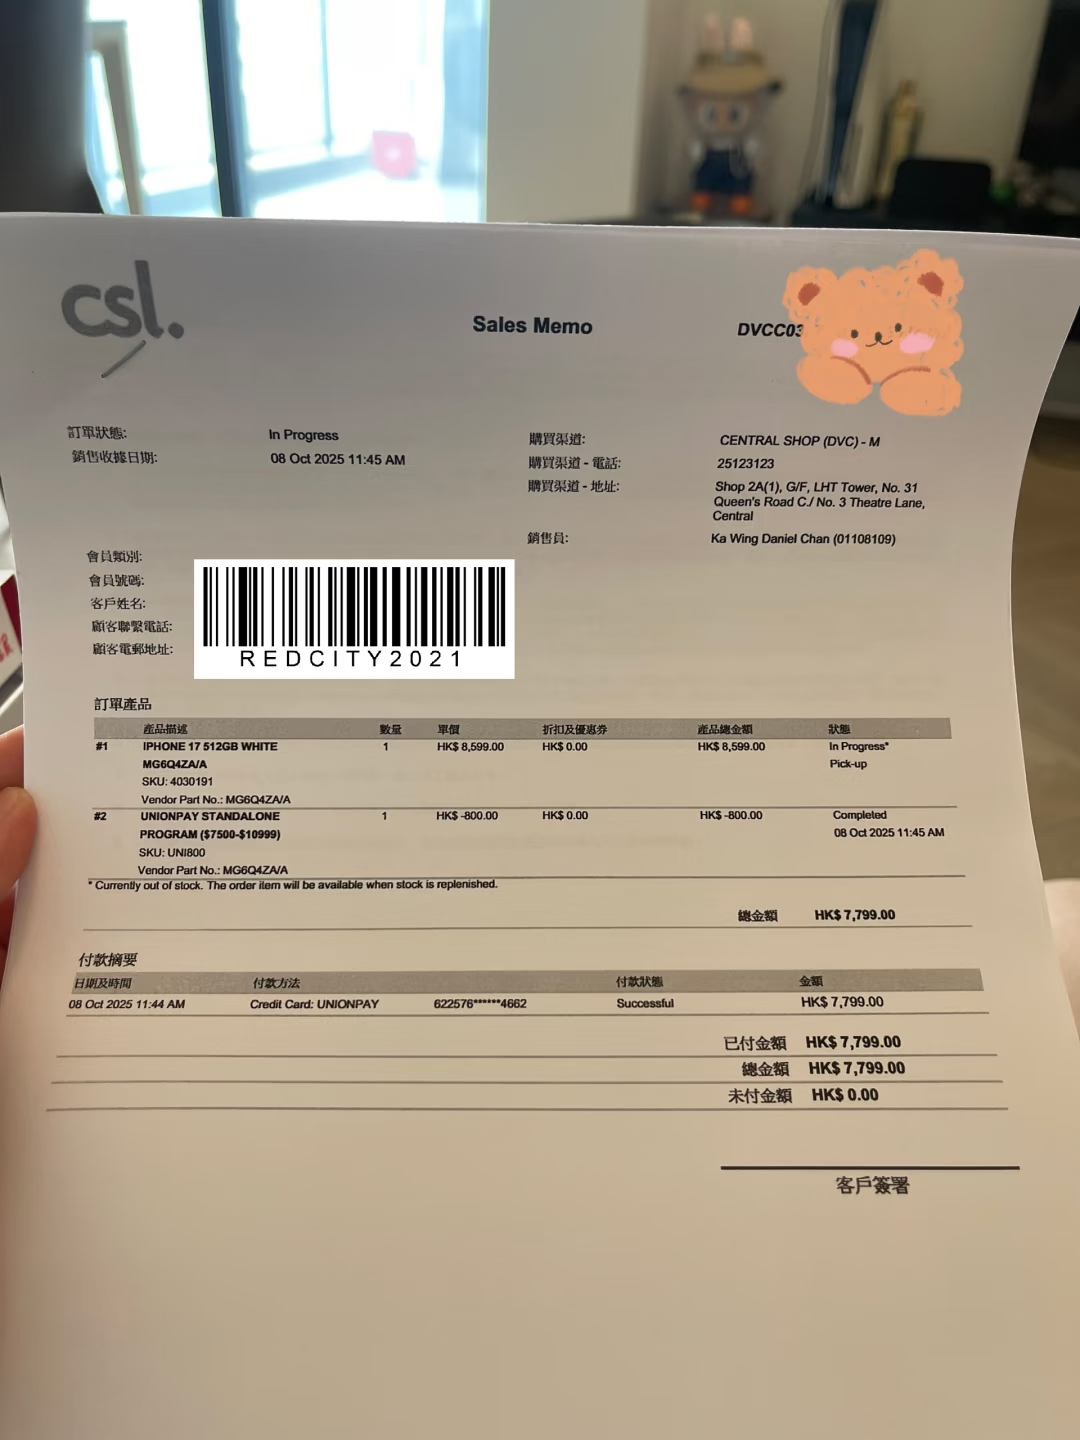 csl.
Sales Memo
DVCC03
訂單狀態: In Progress
銷售收據日期: 08 Oct 2025 11:45 AM
購買渠道: CENTRAL SHOP (DVC) - M
購買渠道 - 電話: 25123123
購買渠道 - 地址: Shop 2A(1), G/F, LHT Tower, No. 31
Queen's Road C./ No. 3 Theatre Lane,
Central
銷售員: Ka Wing Daniel Chan (01108109)
會員類別:
會員號碼:
客戶姓名:
顧客聯繫電話:
顧客電郵地址:
REDCITY2021
訂單產品
產品描述 數量 單價 折扣及優惠券 產品總金額 狀態
#1 IPHONE 17 512GB WHITE 1 HK$ 8,599.00 HK$ 0.00 HK$ 8,599.00 In Progress*
MG6Q4ZA/A Pick-up
SKU: 4030191
Vendor Part No.: MG6Q4ZA/A
#2 UNIONPAY STANDALONE 1 HK$ -800.00 HK$ 0.00 HK$ -800.00 Completed
PROGRAM ($7500-$10999) 08 Oct 2025 11:45 AM
SKU: UNI800
Vendor Part No.: MG6Q4ZA/A
* Currently out of stock. The order item will be available when stock is replenished.
總金額 HK$ 7,799.00
付款摘要
日期及時間 付款方法 付款狀態 金額
08 Oct 2025 11:44 AM Credit Card: UNIONPAY 622576******4662 Successful HK$ 7,799.00
已付金額 HK$ 7,799.00
總金額 HK$ 7,799.00
未付金額 HK$ 0.00
客戶簽署